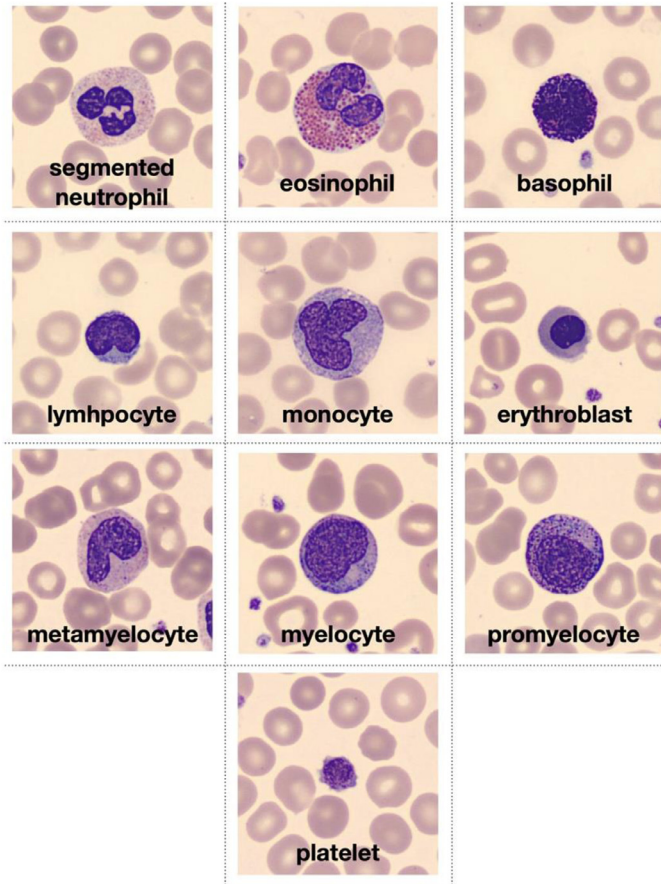 segmented
neutrophil
eosinophil
basophil
lymhpocyte
monocyte
erythroblast
metamyelocyte
myelocyte
promyelocyte
platelet